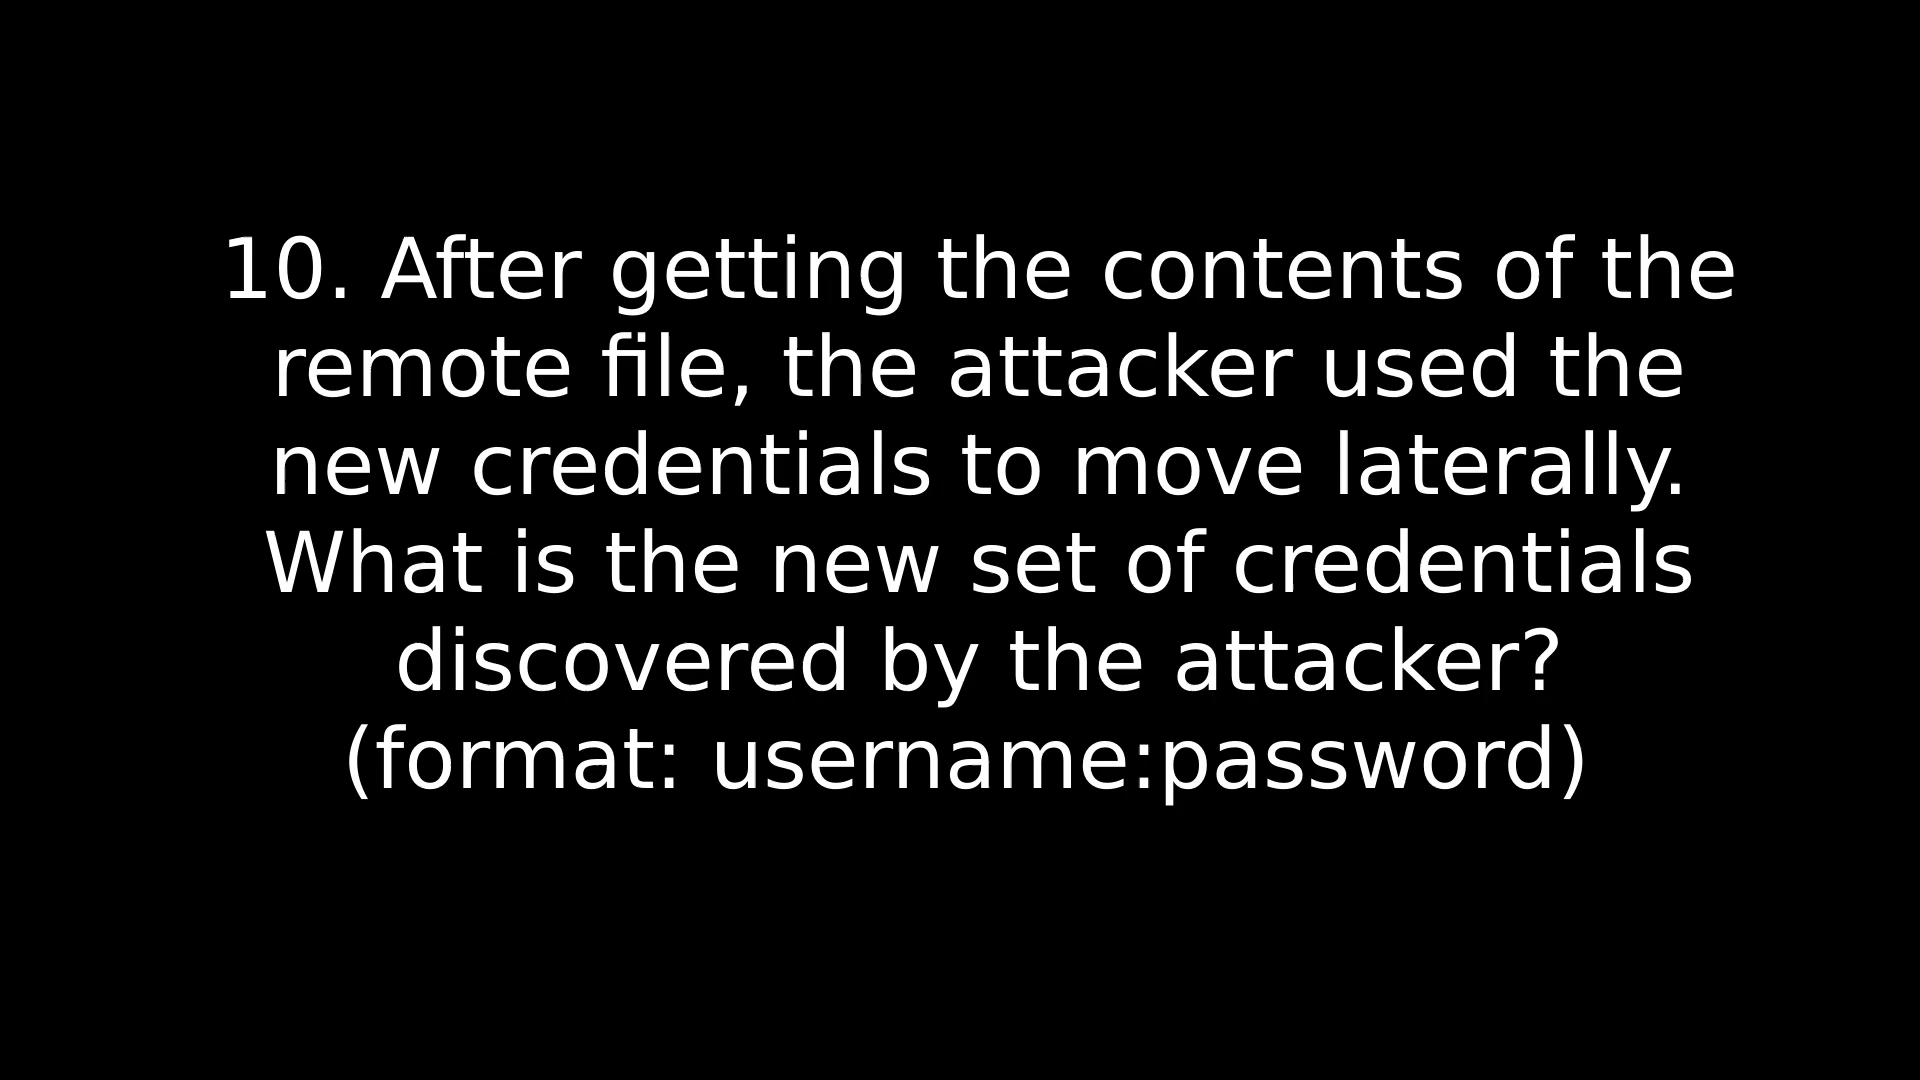 10. After getting the contents of the
remote file, the attacker used the
new credentials to move laterally.
What is the new set of credentials
discovered by the attacker?
(format: username:password)